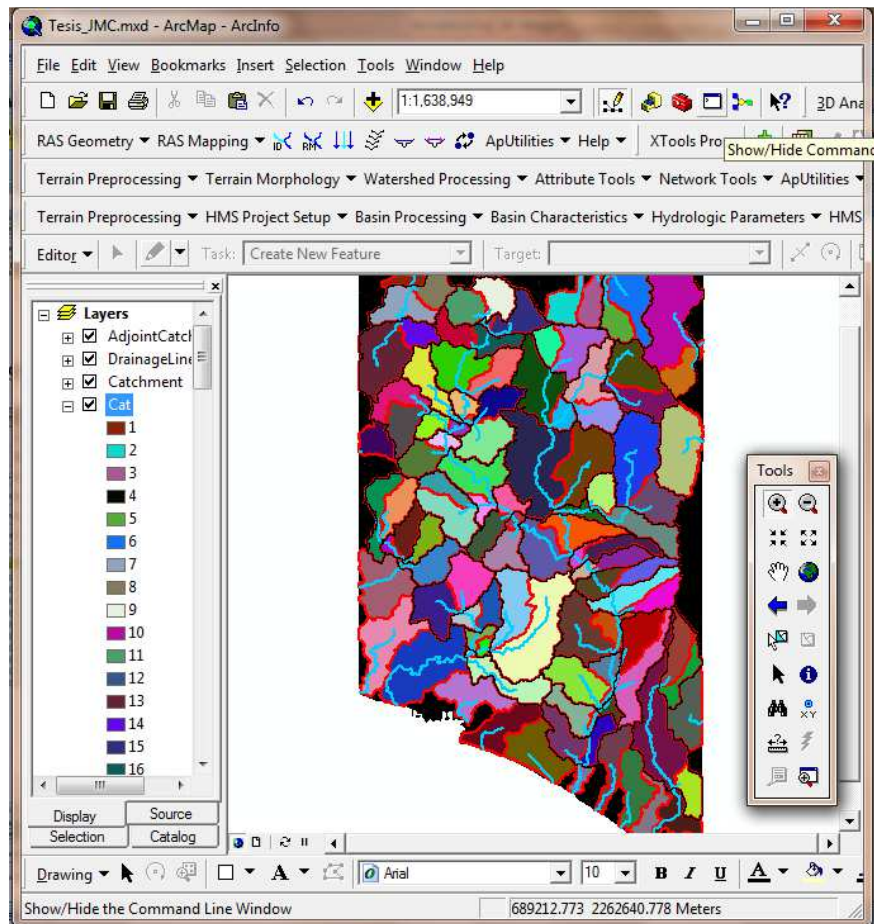 Tesis_JMC.mxd - ArcMap - ArcInfo
File Edit View Bookmarks Insert Selection Tools Window Help
1:1,638,949 3D Ana
RAS Geometry RAS Mapping ID RM ApUtilities Help XTools Pro
Show/Hide Command
Terrain Preprocessing Terrain Morphology Watershed Processing Attribute Tools Network Tools ApUtilities
Terrain Preprocessing HMS Project Setup Basin Processing Basin Characteristics Hydrologic Parameters HMS
Editor Task: Create New Feature Target:
Layers
AdjointCatch
DrainageLine
Catchment
Cat
1
2
3
4
5
6
7
8
9
10
11
12
13
14
15
16
Display Source
Selection Catalog
Tools
XY
Drawing A Arial 10 B I U A
Show/Hide the Command Line Window 689212.773 2262640.778 Meters